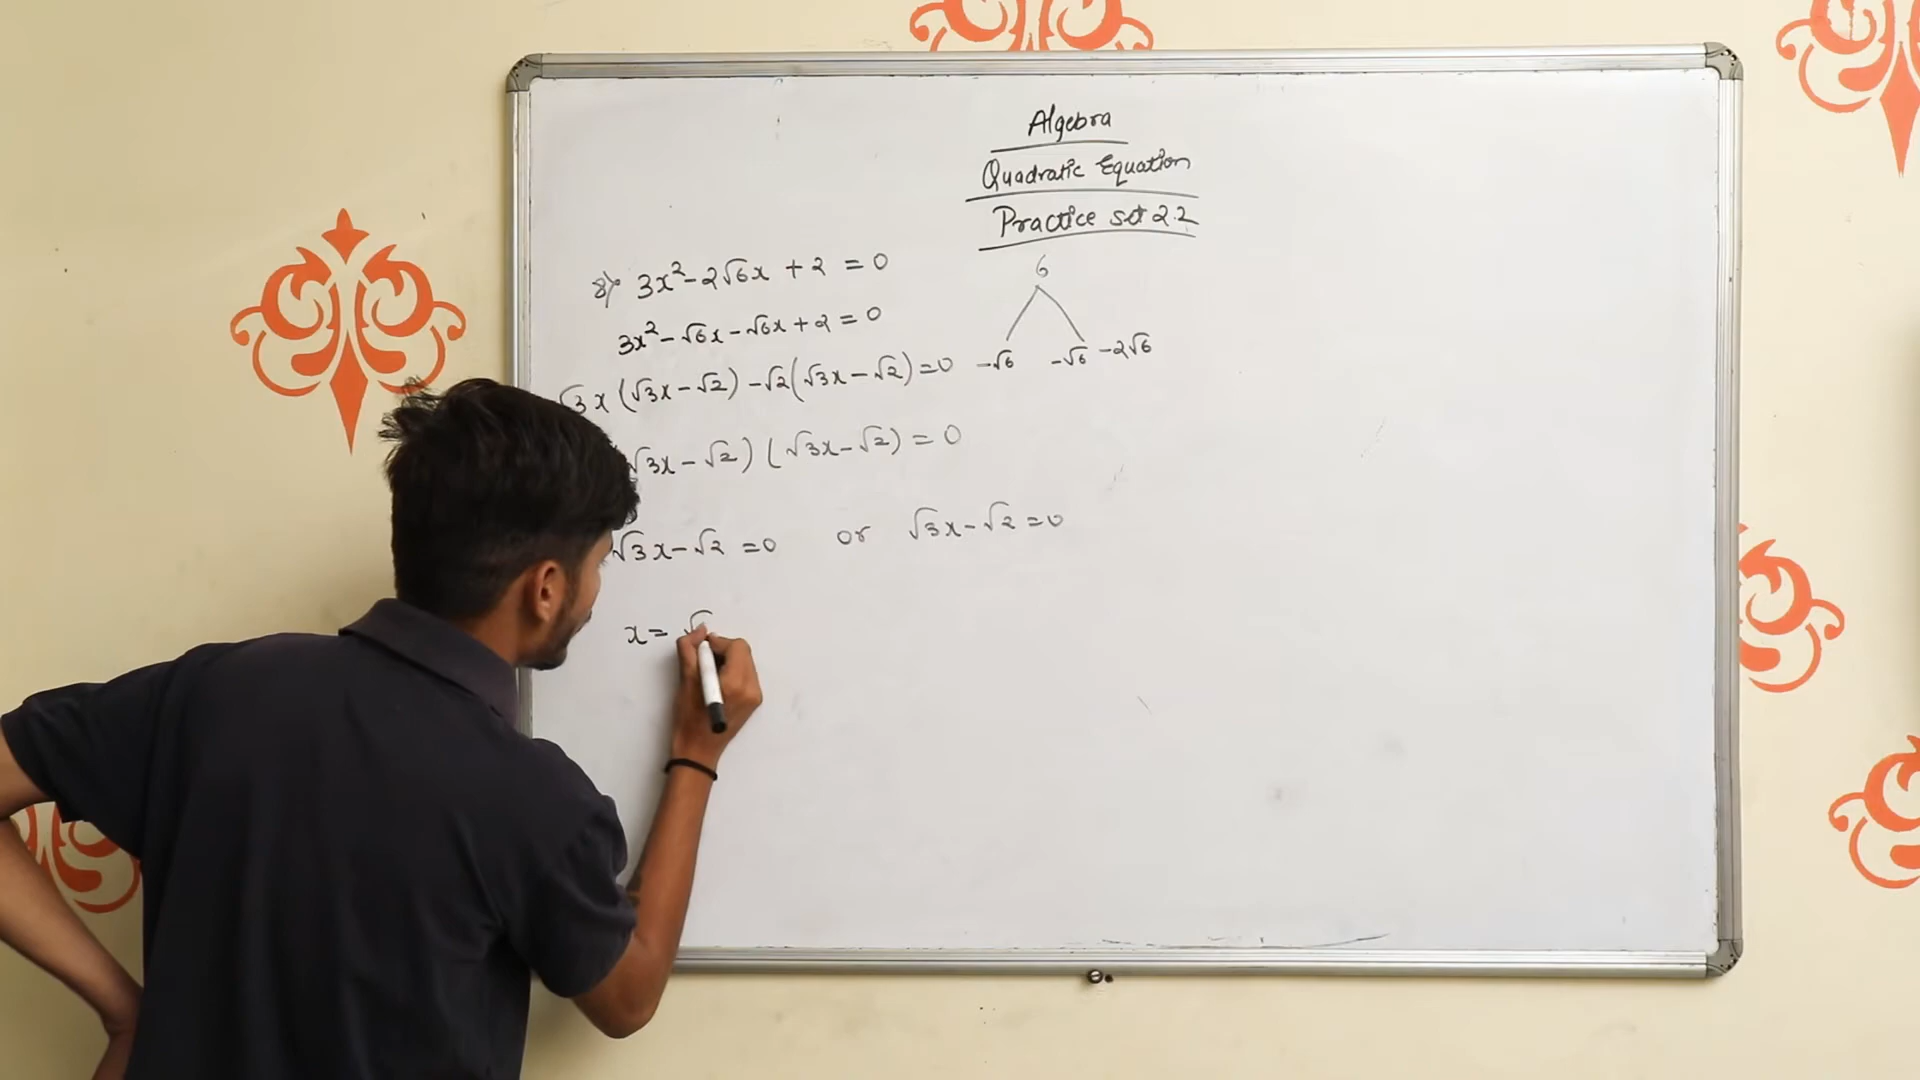 Algebra
Quadratic Equation
Practice set 2.2
8) 3x² - 2√6x + 2 = 0
3x² - √6x - √6x + 2 = 0
√3x (√3x - √2) - √2(√3x - √2) = 0
√3x - √2) (√3x - √2) = 0
√3x - √2 = 0 or √3x - √2 = 0
x = √
6
-√6 -√6 -2√6